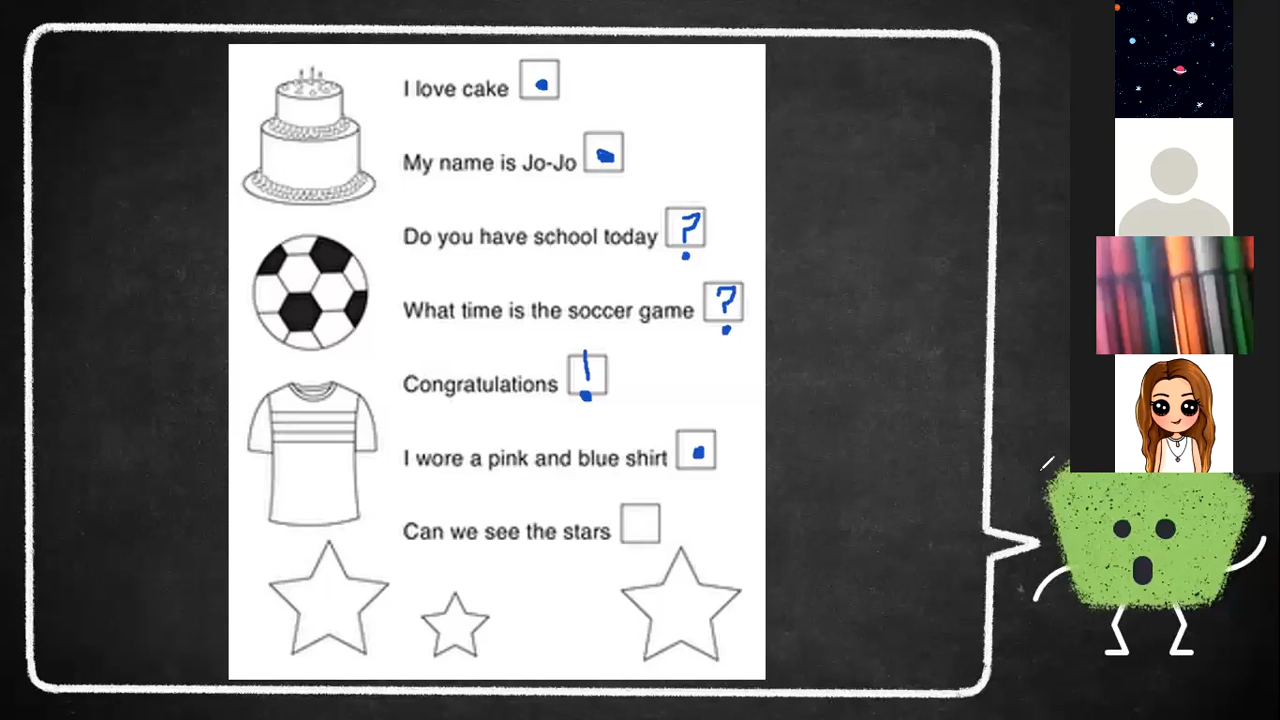 I love cake .
My name is Jo-Jo .
Do you have school today ?
What time is the soccer game ?
Congratulations !
I wore a pink and blue shirt .
Can we see the stars